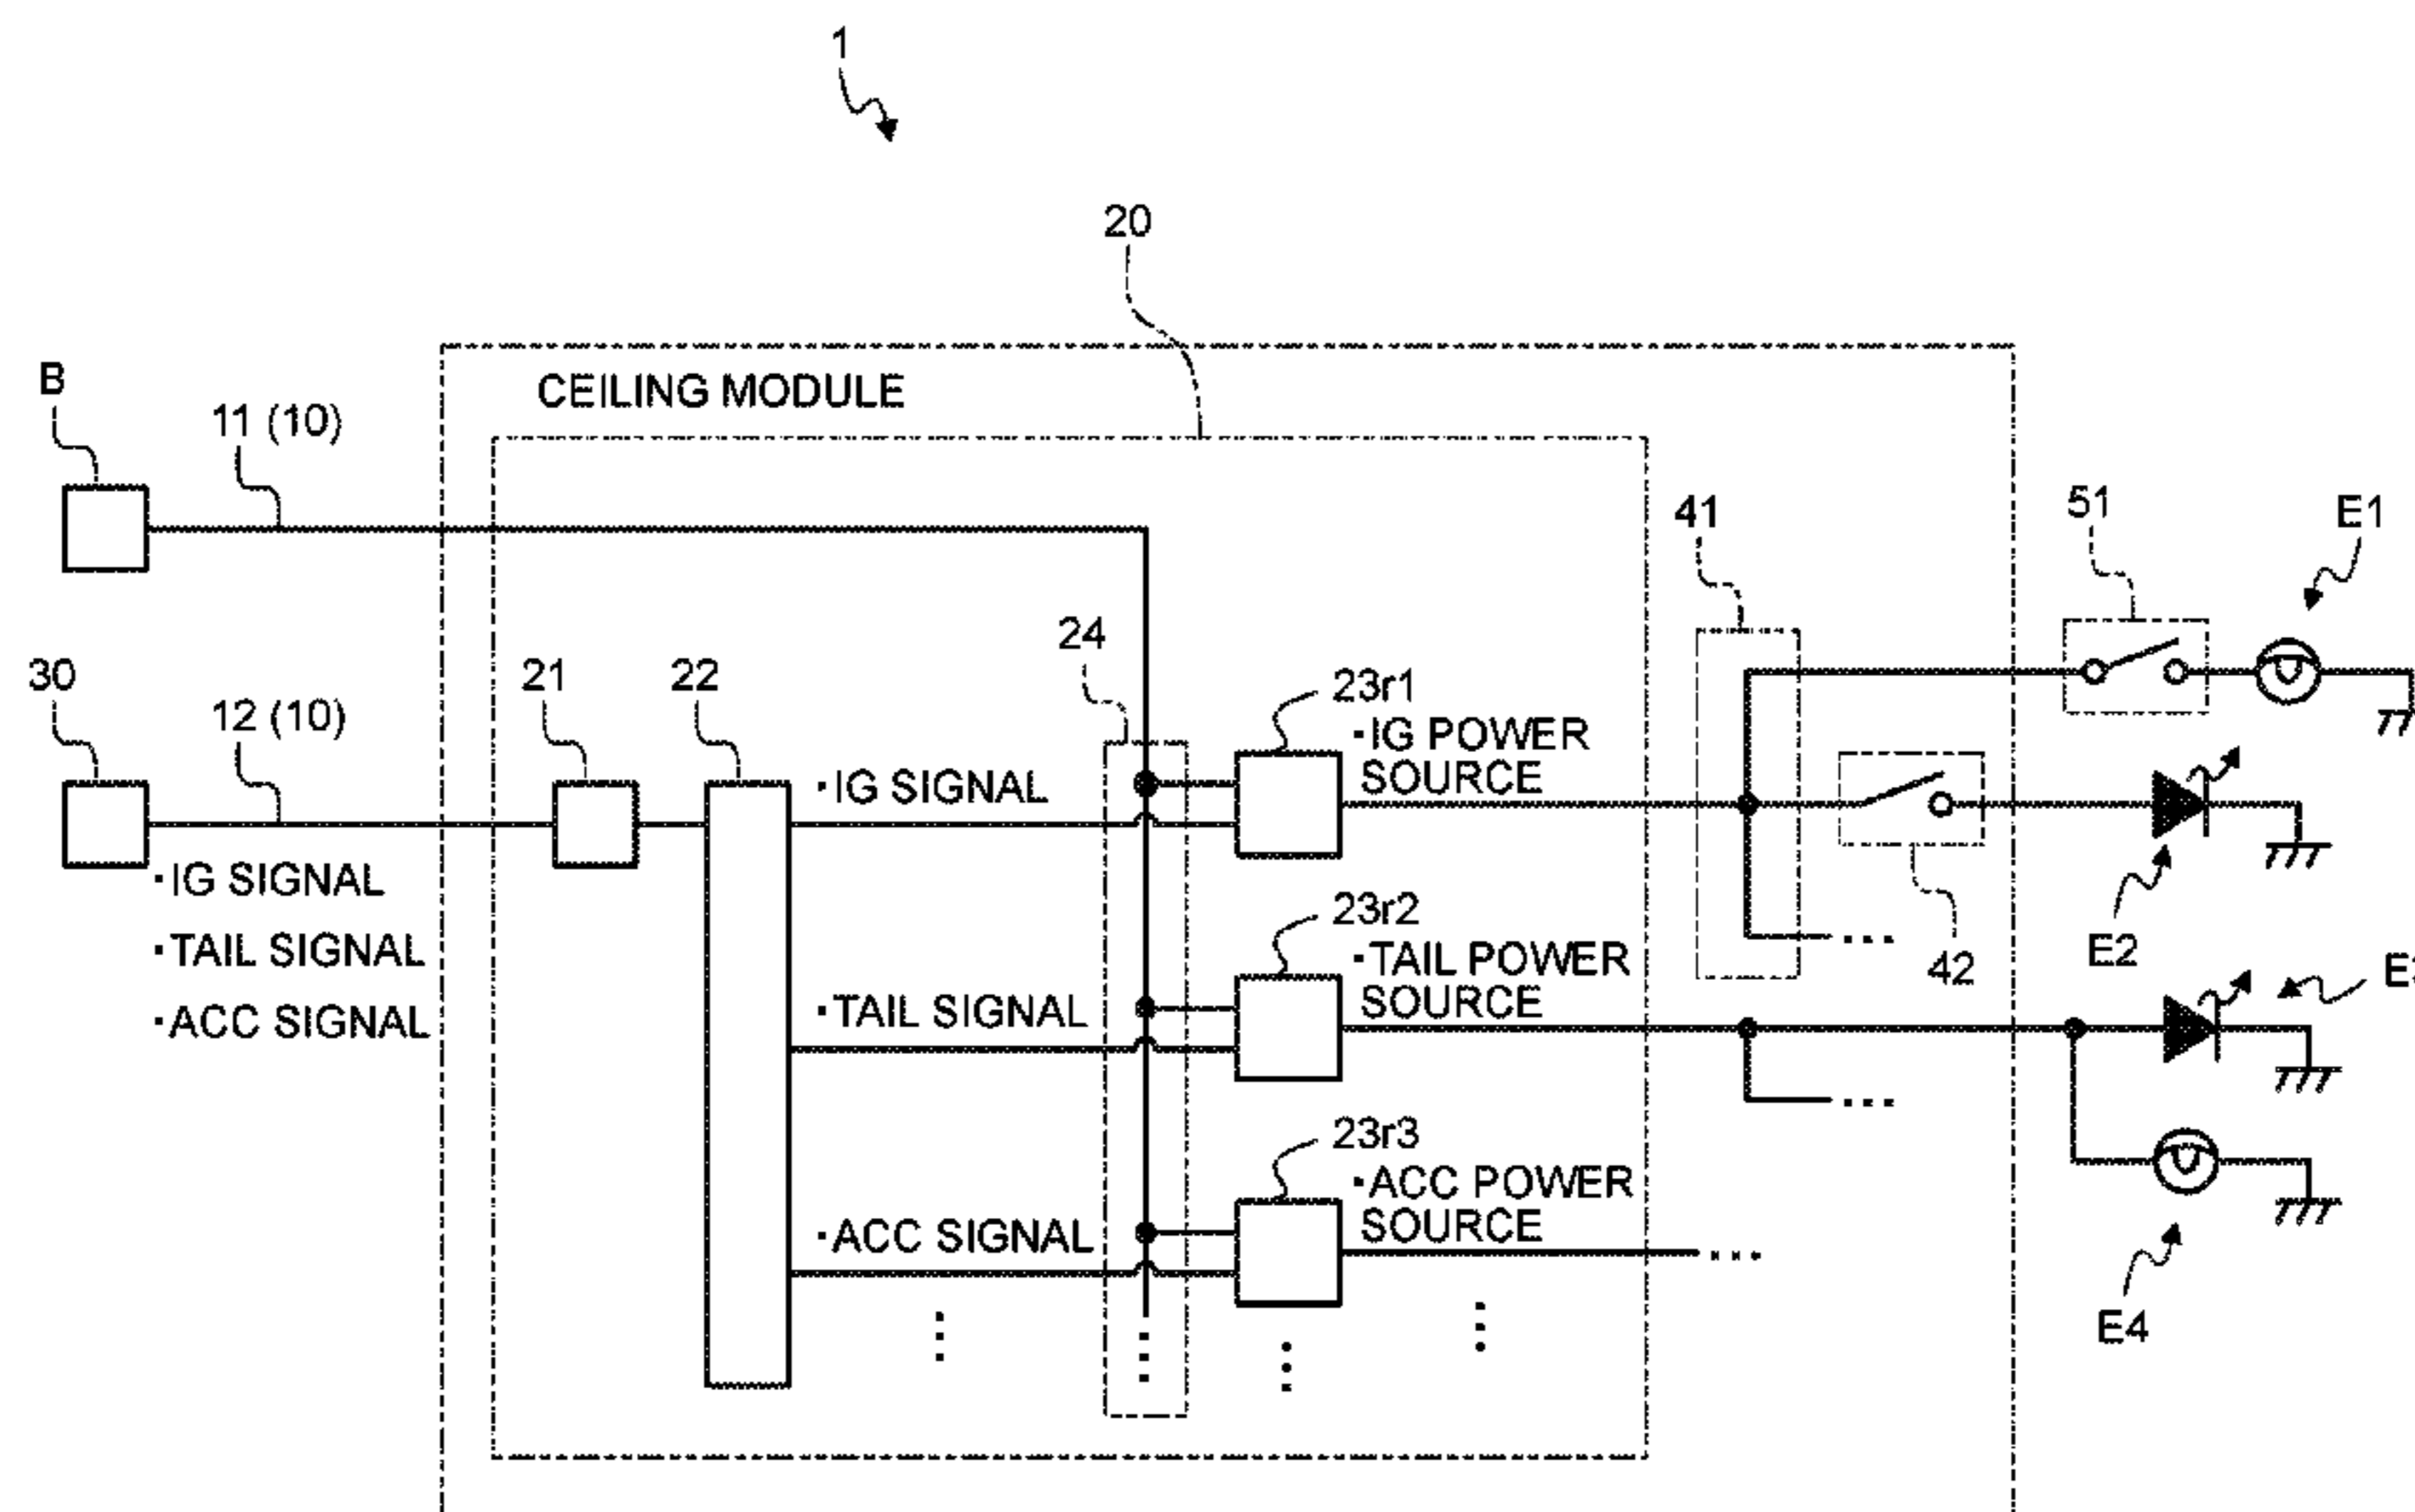 1
20
B
11 (10)
CEILING MODULE
41
51
E1
30
12 (10)
21
22
24
23r1
・IG POWER
SOURCE
・IG SIGNAL
・IG SIGNAL
・TAIL SIGNAL
・ACC SIGNAL
42
E2
23r2
・TAIL POWER
SOURCE
・TAIL SIGNAL
23r3
・ACC POWER
SOURCE
・ACC SIGNAL
E4